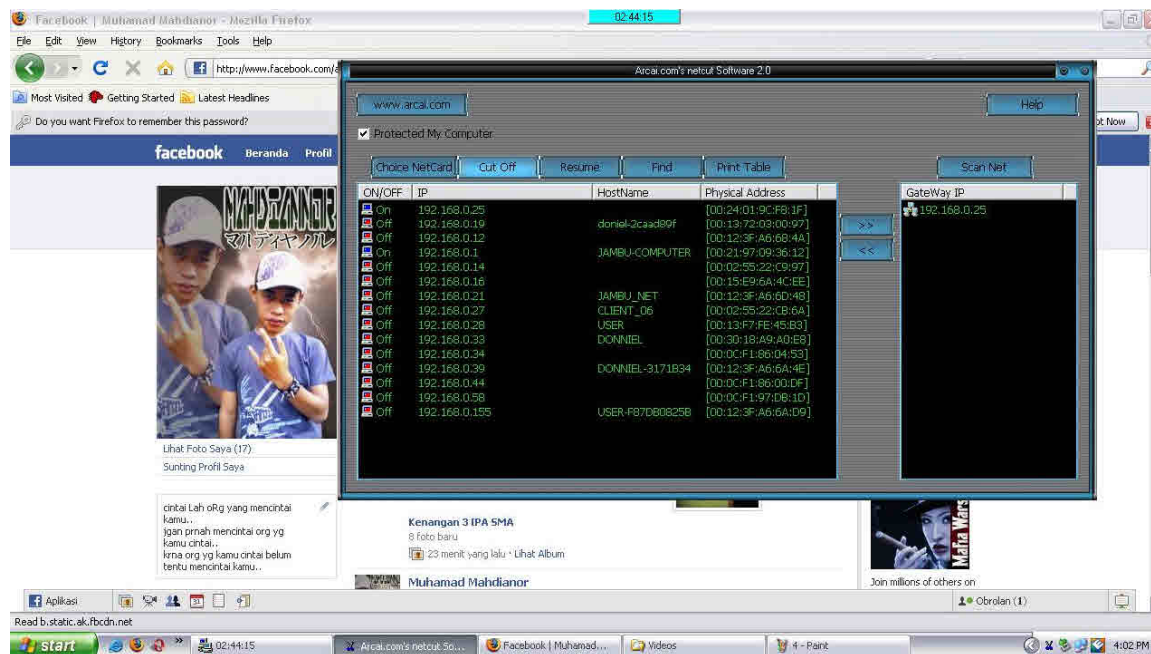 Facebook | Muhamad Mahdianor - Mozilla Firefox
02:44:15
File Edit View History Bookmarks Tools Help
http://www.facebook.com/
Most Visited Getting Started Latest Headlines
Do you want Firefox to remember this password?
ot Now
facebook Beranda Profil
Arcai.com's netcut Software 2.0
www.arcai.com Help
Protected My Computer
Choice NetCard Cut Off Resume Find Print Table Scan Net
ON/OFF IP HostName Physical Address GateWay IP
On 192.168.0.25 [00:24:01:9C:F8:1F] 192.168.0.25
Off 192.168.0.19 doniel-2caad89f [00:13:72:03:00:97]
>>
Off 192.168.0.12 [00:12:3F:A6:68:4A]
On 192.168.0.1 JAMBU-COMPUTER [00:21:97:09:36:12]
<<
Off 192.168.0.14 [00:02:55:22:C9:97]
Off 192.168.0.16 [00:15:E9:6A:4C:EE]
Off 192.168.0.21 JAMBU_NET [00:12:3F:A6:6D:48]
Off 192.168.0.27 CLIENT_06 [00:02:55:22:CB:6A]
Off 192.168.0.28 USER [00:13:F7:FE:45:B3]
Off 192.168.0.33 DONNIEL [00:30:18:A9:A0:E8]
Off 192.168.0.34 [00:0C:F1:86:04:53]
Off 192.168.0.39 DONNIEL-3171B34 [00:12:3F:A6:6A:4E]
Off 192.168.0.44 [00:0C:F1:86:00:DF]
Off 192.168.0.58 [00:0C:F1:97:DB:1D]
Off 192.168.0.155 USER-F87DB0825B [00:12:3F:A6:6A:D9]
MAHDIANOR
マルディヤンノル
Lihat Foto Saya (17)
Sunting Profil Saya
cintai Lah oRg yang mencintai
kamu..
jgan prnah mencintai org yg
kamu cintai..
krna org yg kamu cintai belum
tentu mencintai kamu..
Kenangan 3 IPA SMA
8 foto baru
23 menit yang lalu · Lihat Album
Muhamad Mahdianor
Mafia Wars
Join millions of others on
Aplikasi 31 Obrolan (1)
Read b.static.ak.fbcdn.net
start 02:44:15 Arcai.com's netcut So... Facebook | Muhamad... Videos 4 - Paint 4:02 PM